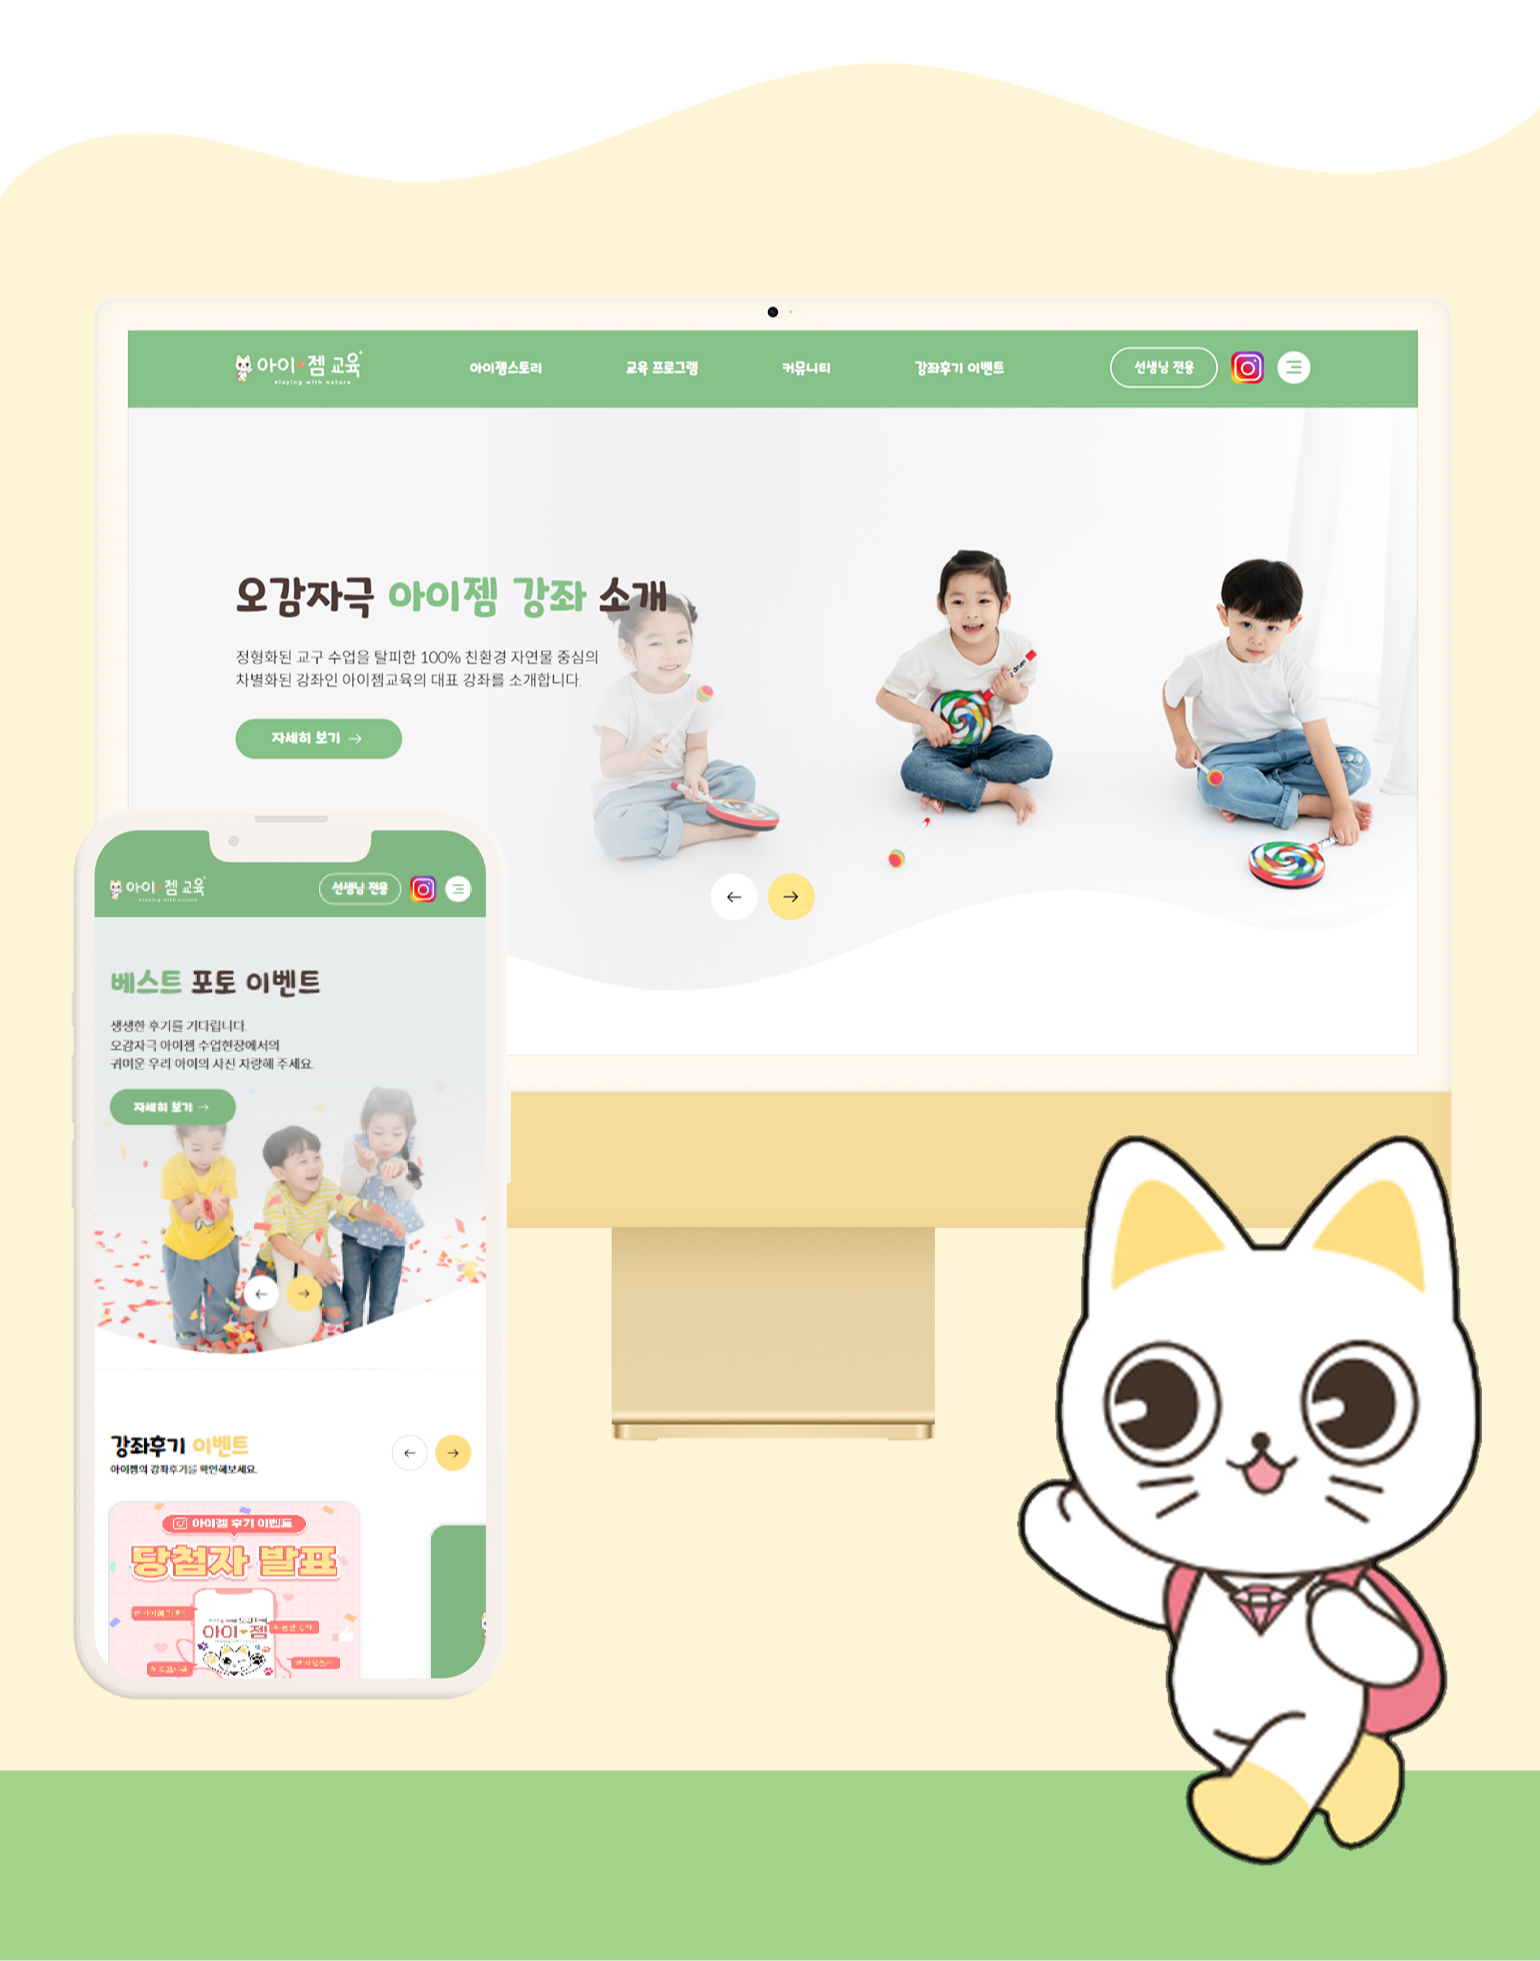 아이젬 교육
Playing with nature
아이젬스토리
교육 프로그램
커뮤니티
강좌후기 이벤트
선생님 전용
오감자극 아이젬 강좌 소개
정형화된 교구 수업을 탈피한 100% 친환경 자연물 중심의
차별화된 강좌인 아이젬교육의 대표 강좌를 소개합니다.
자세히 보기
drum
아이젬 교육
Playing with nature
선생님 전용
베스트 포토 이벤트
생생한 후기를 기다립니다.
오감자극 아이젬 수업현장에서의
귀여운 우리 아이의 사진 자랑해 주세요.
자세히 보기
강좌후기 이벤트
아이젬의 강좌후기를 확인해보세요.
아이젬 후기 이벤트
당첨자 발표
아이젬